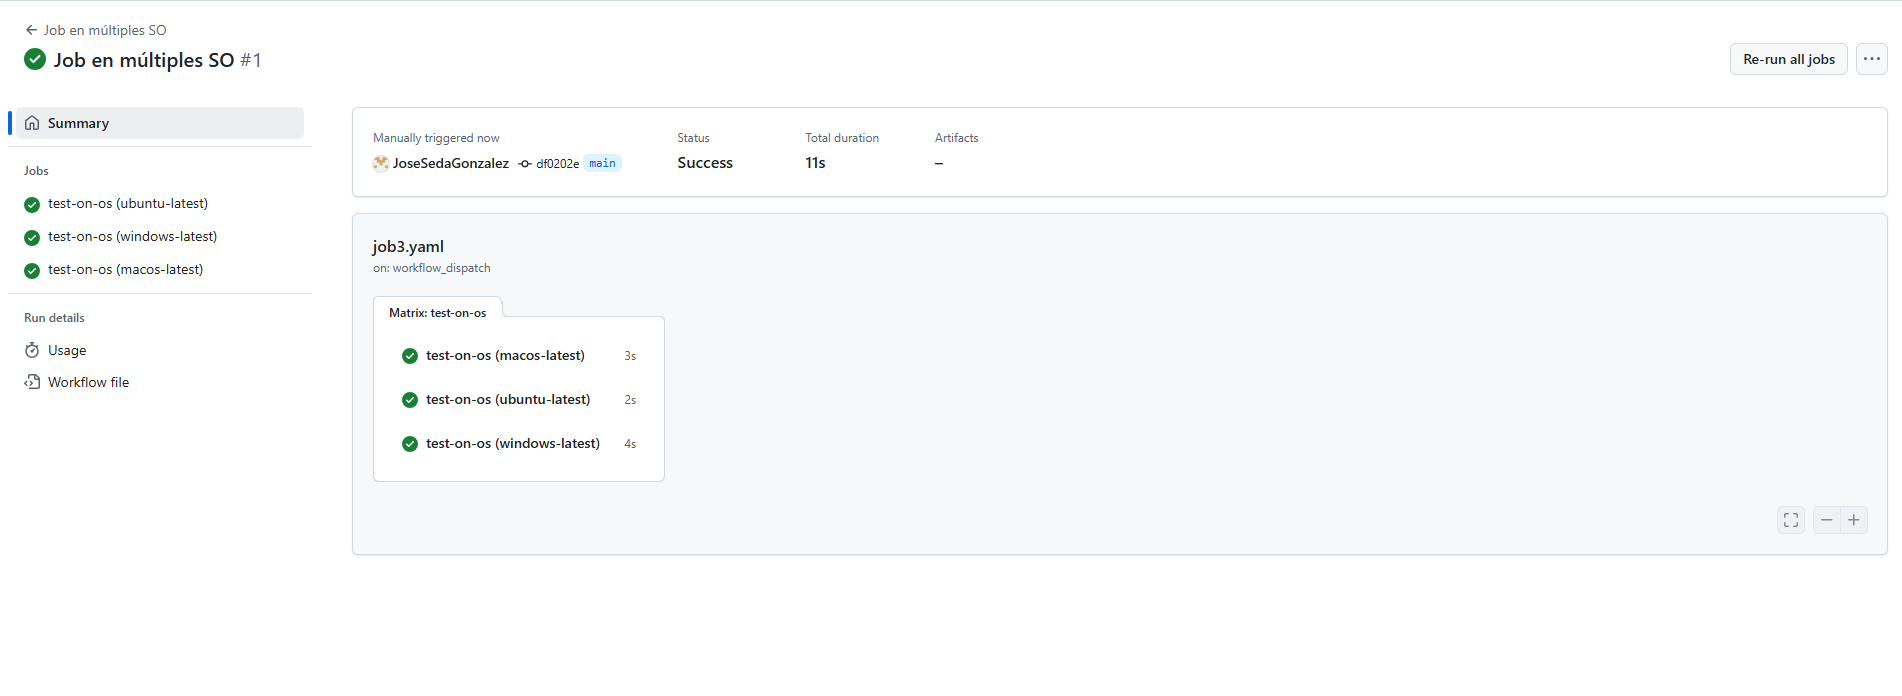 Job en múltiples SO
Job en múltiples SO #1
Re-run all jobs
Summary
Jobs
test-on-os (ubuntu-latest)
test-on-os (windows-latest)
test-on-os (macos-latest)
Run details
Usage
Workflow file
Manually triggered now
JoseSedaGonzalez df0202e main
Status
Success
Total duration
11s
Artifacts
–
job3.yaml
on: workflow_dispatch
Matrix: test-on-os
test-on-os (macos-latest) 3s
test-on-os (ubuntu-latest) 2s
test-on-os (windows-latest) 4s